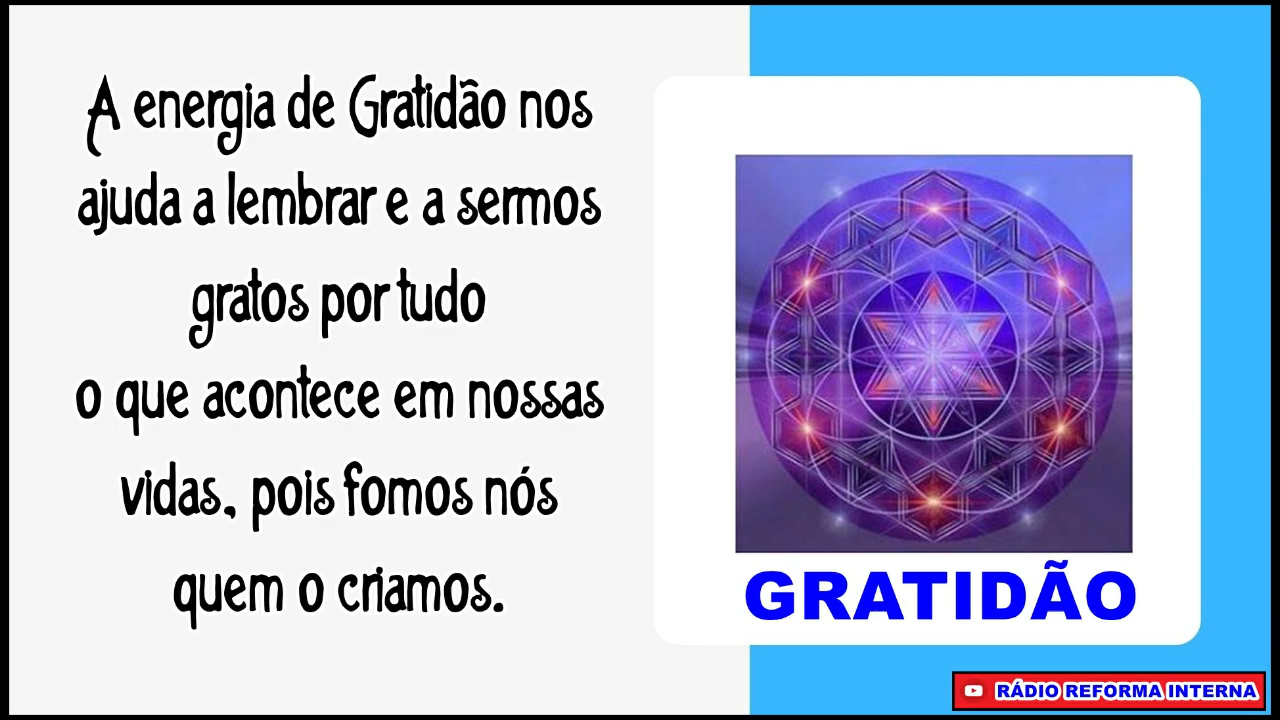 A energia de Gratidão nos
ajuda a lembrar e a sermos
gratos por tudo
o que acontece em nossas
vidas, pois fomos nós
quem o criamos.
GRATIDÃO
RÁDIO REFORMA INTERNA